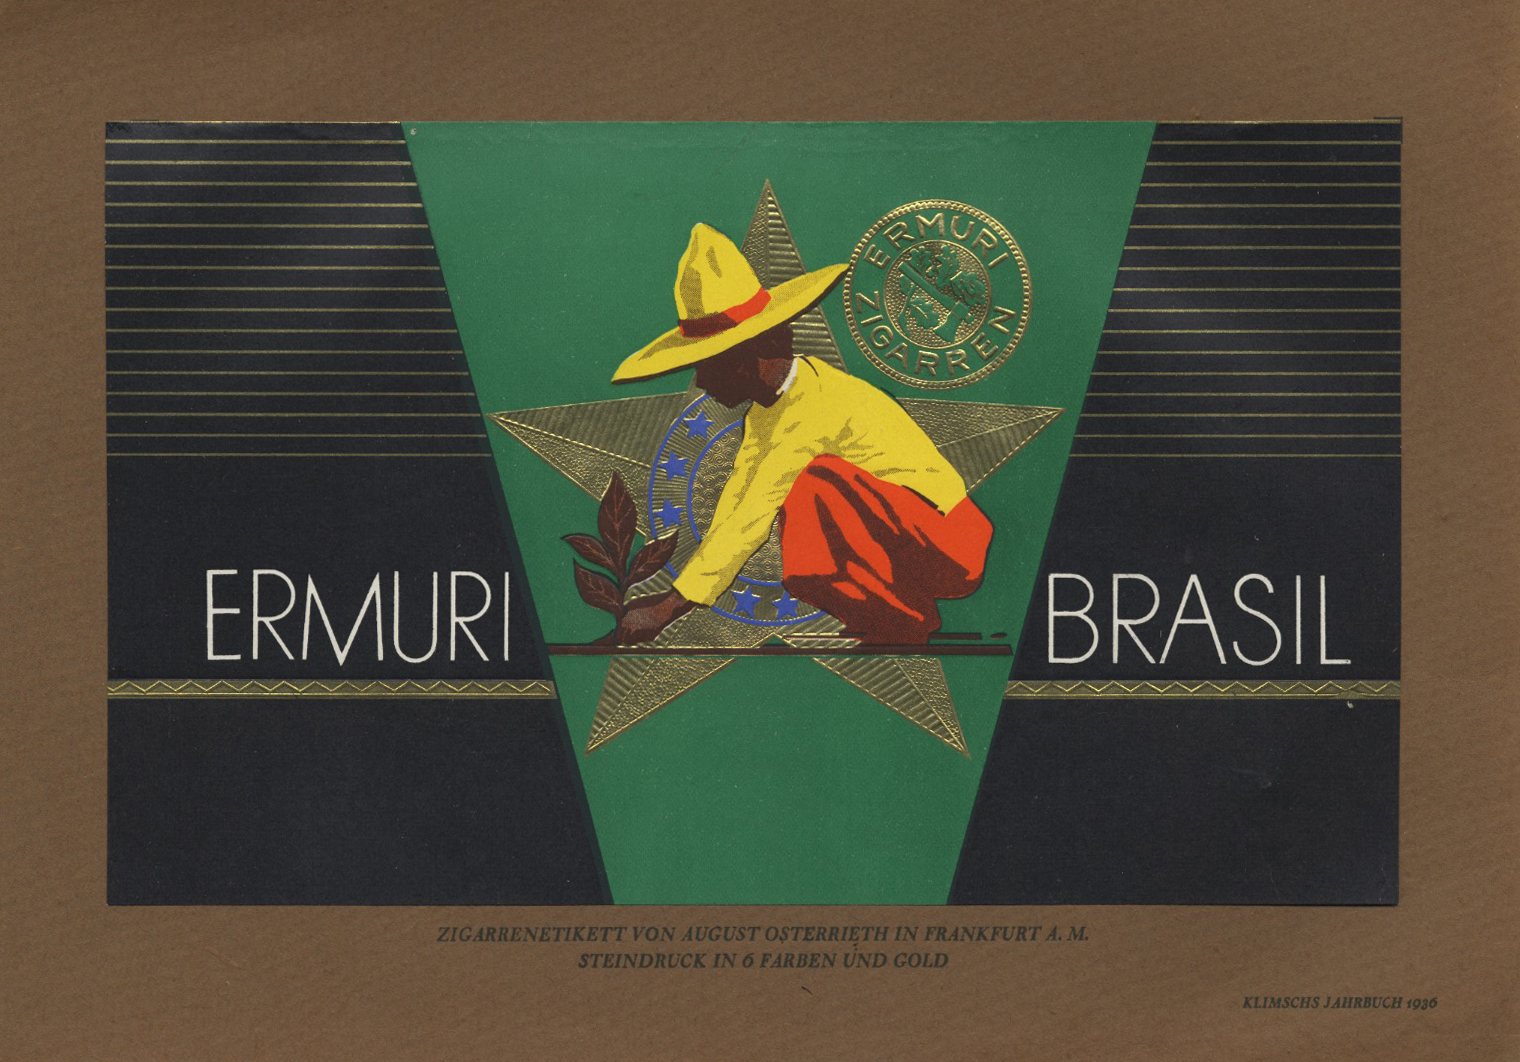 ERMURI
ZIGARREN
ERMURI BRASIL
ZIGARRENETIKETT VON AUGUST OSTERRIETH IN FRANKFURT A. M.
STEINDRUCK IN 6 FARBEN UND GOLD
KLIMSCHS JAHRBUCH 1936